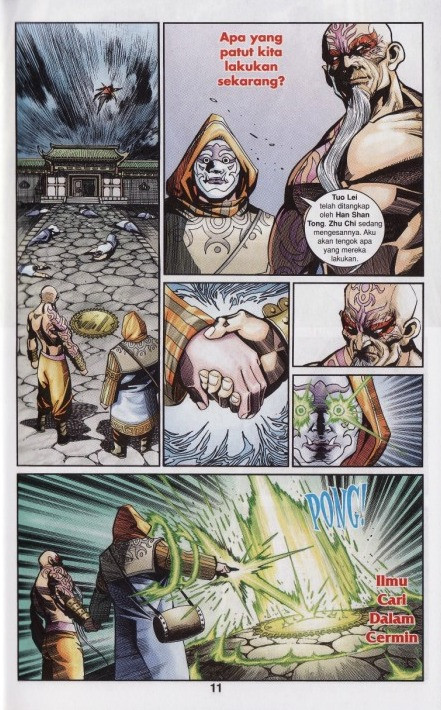 Apa yang
patut kita
lakukan
sekarang?
Tuo Lei
telah ditangkap
oleh Han Shan
Tong. Zhu Chi sedang
mengesannya. Aku
akan tengok apa
yang mereka
lakukan.
PONG!
Ilmu
Cari
Dalam
Cermin
11